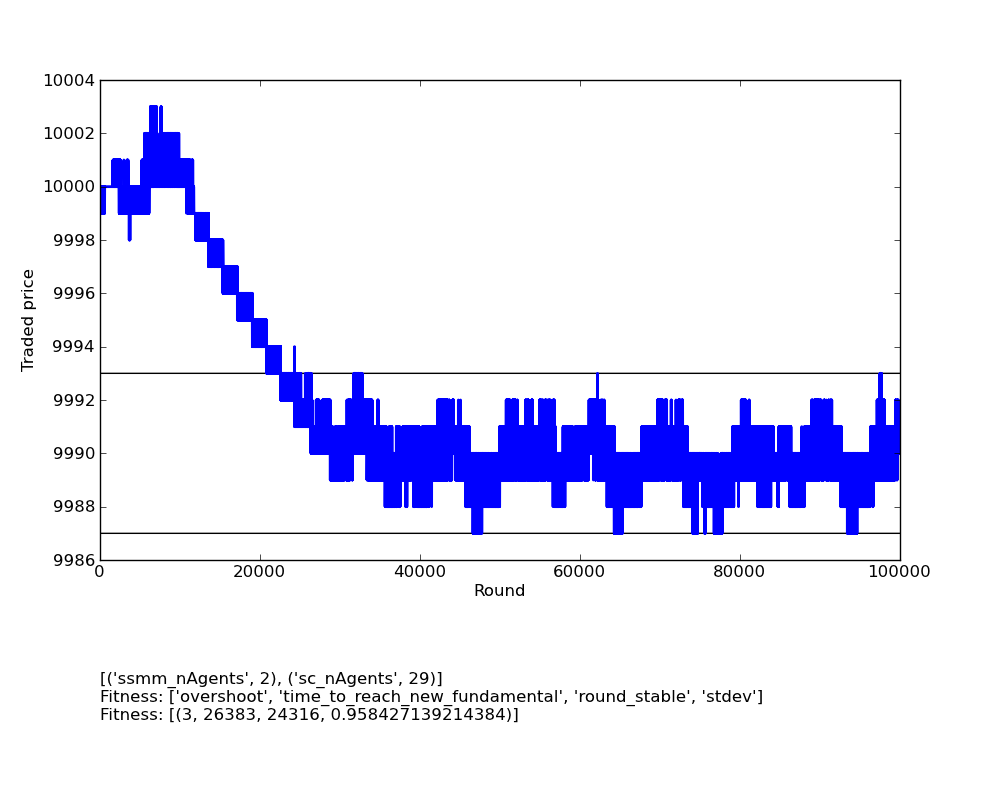 10004
10002
10000
9998
9996
9994
9992
9990
9988
9986
Traded price
0 20000 40000 60000 80000 100000
Round
[('ssmm_nAgents', 2), ('sc_nAgents', 29)]
Fitness: ['overshoot', 'time_to_reach_new_fundamental', 'round_stable', 'stdev']
Fitness: [(3, 26383, 24316, 0.958427139214384)]